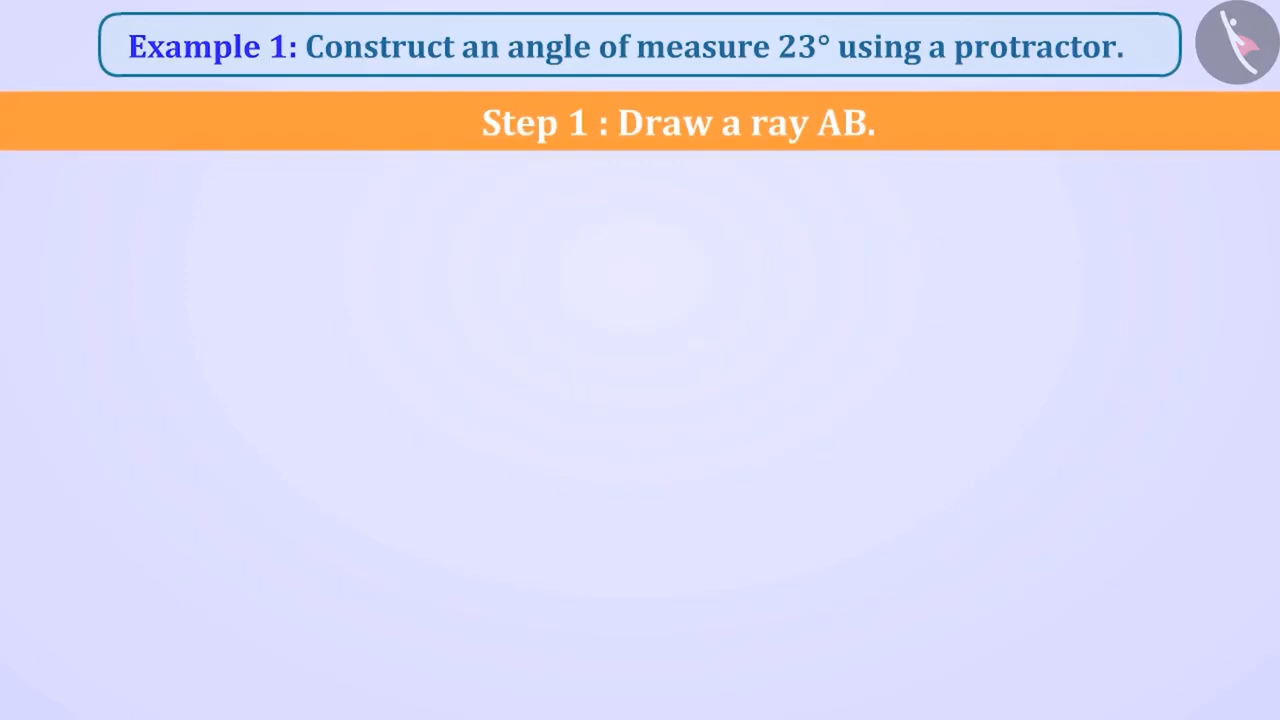 Example 1: Construct an angle of measure 23° using a protractor.
Step 1 : Draw a ray AB.